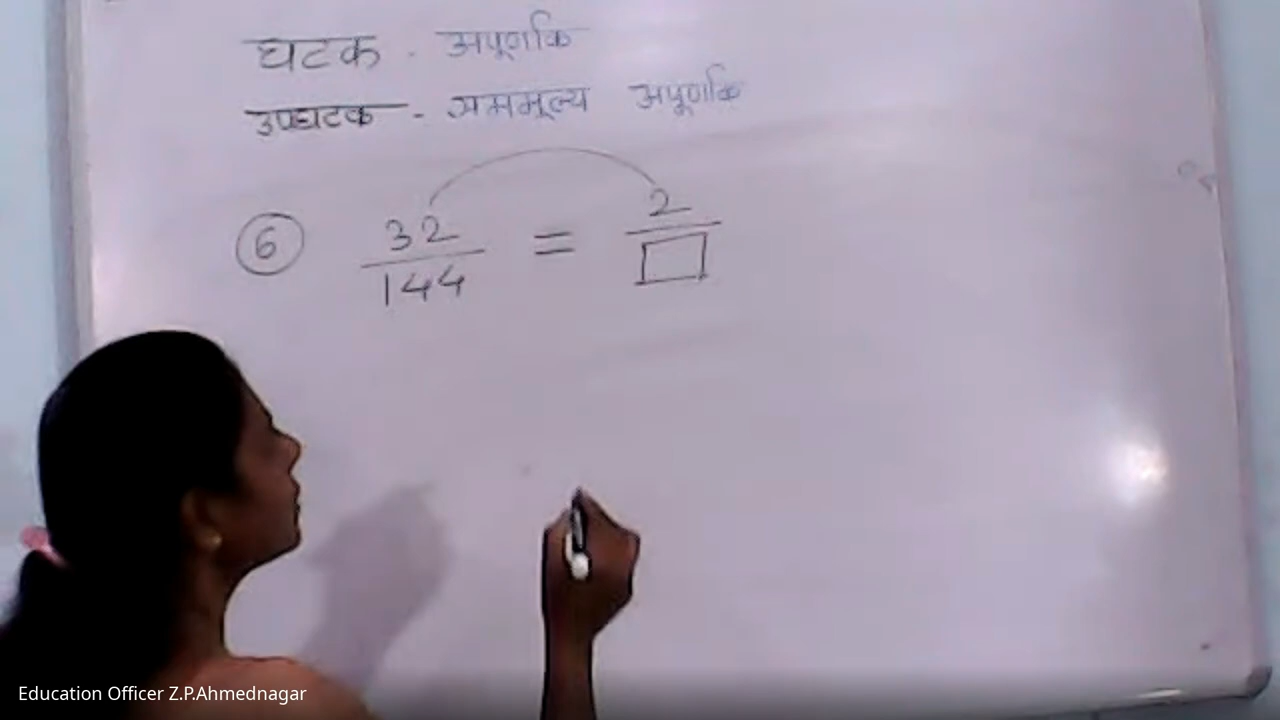 घटक - अपूर्णांक
उपघटक - सममूल्य अपूर्णांक
6 32/144 = 2/□
Education Officer Z.P.Ahmednagar